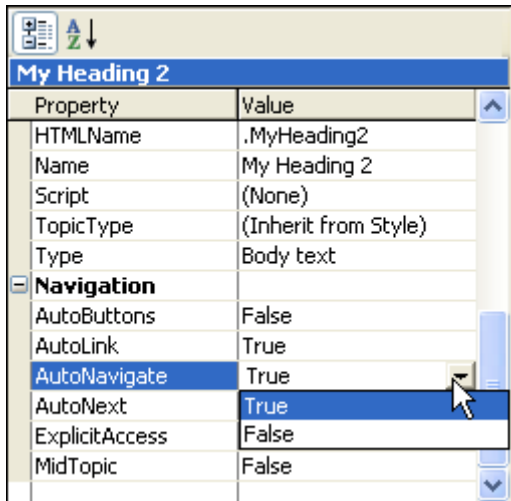 A Z
My Heading 2
Property Value
HTMLName .MyHeading2
Name My Heading 2
Script (None)
TopicType (Inherit from Style)
Type Body text
Navigation
AutoButtons False
AutoLink True
AutoNavigate True
AutoNext True
ExplicitAccess False
MidTopic False